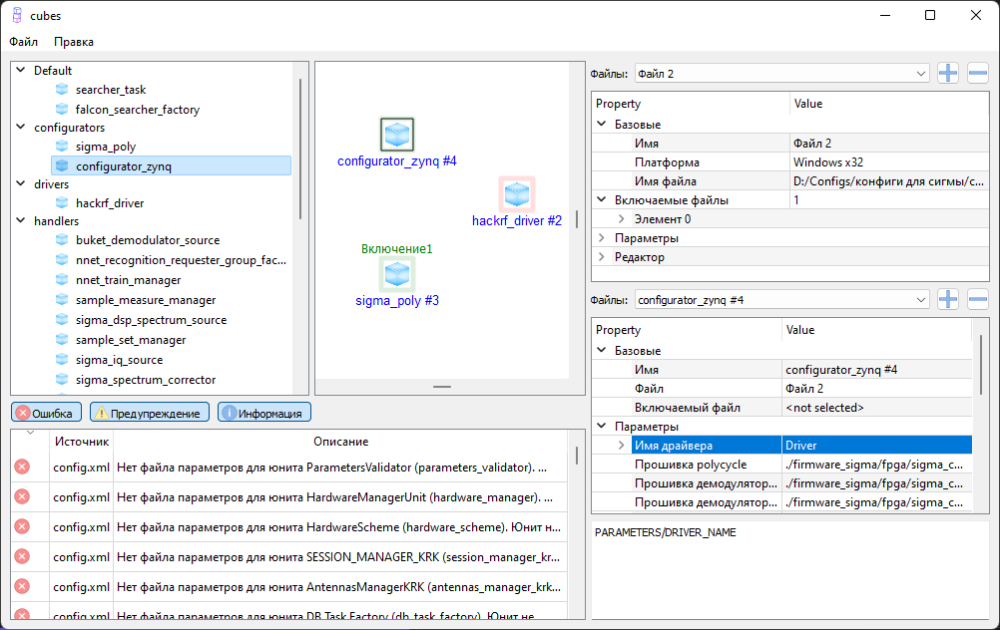 cubes
Файл Правка
Default
searcher_task
falcon_searcher_factory
configurators
sigma_poly
configurator_zynq
drivers
hackrf_driver
handlers
buket_demodulator_source
nnet_recognition_requester_group_fac...
nnet_train_manager
sample_measure_manager
sigma_dsp_spectrum_source
sample_set_manager
sigma_iq_source
sigma_spectrum_corrector
configurator_zynq #4
hackrf_driver #2
Включение1
sigma_poly #3
Файлы: Файл 2
Property Value
Базовые
Имя Файл 2
Платформа Windows x32
Имя файла D:/Configs/конфиги для сигмы/с...
Включаемые файлы 1
Элемент 0
Параметры
Редактор
Файлы: configurator_zynq #4
Property Value
Базовые
Имя configurator_zynq #4
Файл Файл 2
Включаемый файл <not selected>
Параметры
Имя драйвера Driver
Прошивка polycycle ./firmware_sigma/fpga/sigma_c...
Прошивка демодулятор... ./firmware_sigma/fpga/sigma_c...
Прошивка демодулятор... ./firmware_sigma/fpga/sigma_c...
PARAMETERS/DRIVER_NAME
Ошибка Предупреждение Информация
Источник Описание
config.xml Нет файла параметров для юнита ParametersValidator (parameters_validator). ...
config.xml Нет файла параметров для юнита HardwareManagerUnit (hardware_manager). ...
config.xml Нет файла параметров для юнита HardwareScheme (hardware_scheme). Юнит н...
config.xml Нет файла параметров для юнита SESSION_MANAGER_KRK (session_manager_kr...
config.xml Нет файла параметров для юнита AntennasManagerKRK (antennas_manager_krk...
config.xml Нет файла параметров для юнита DB Task Factory (db_task_factory). Юнит не